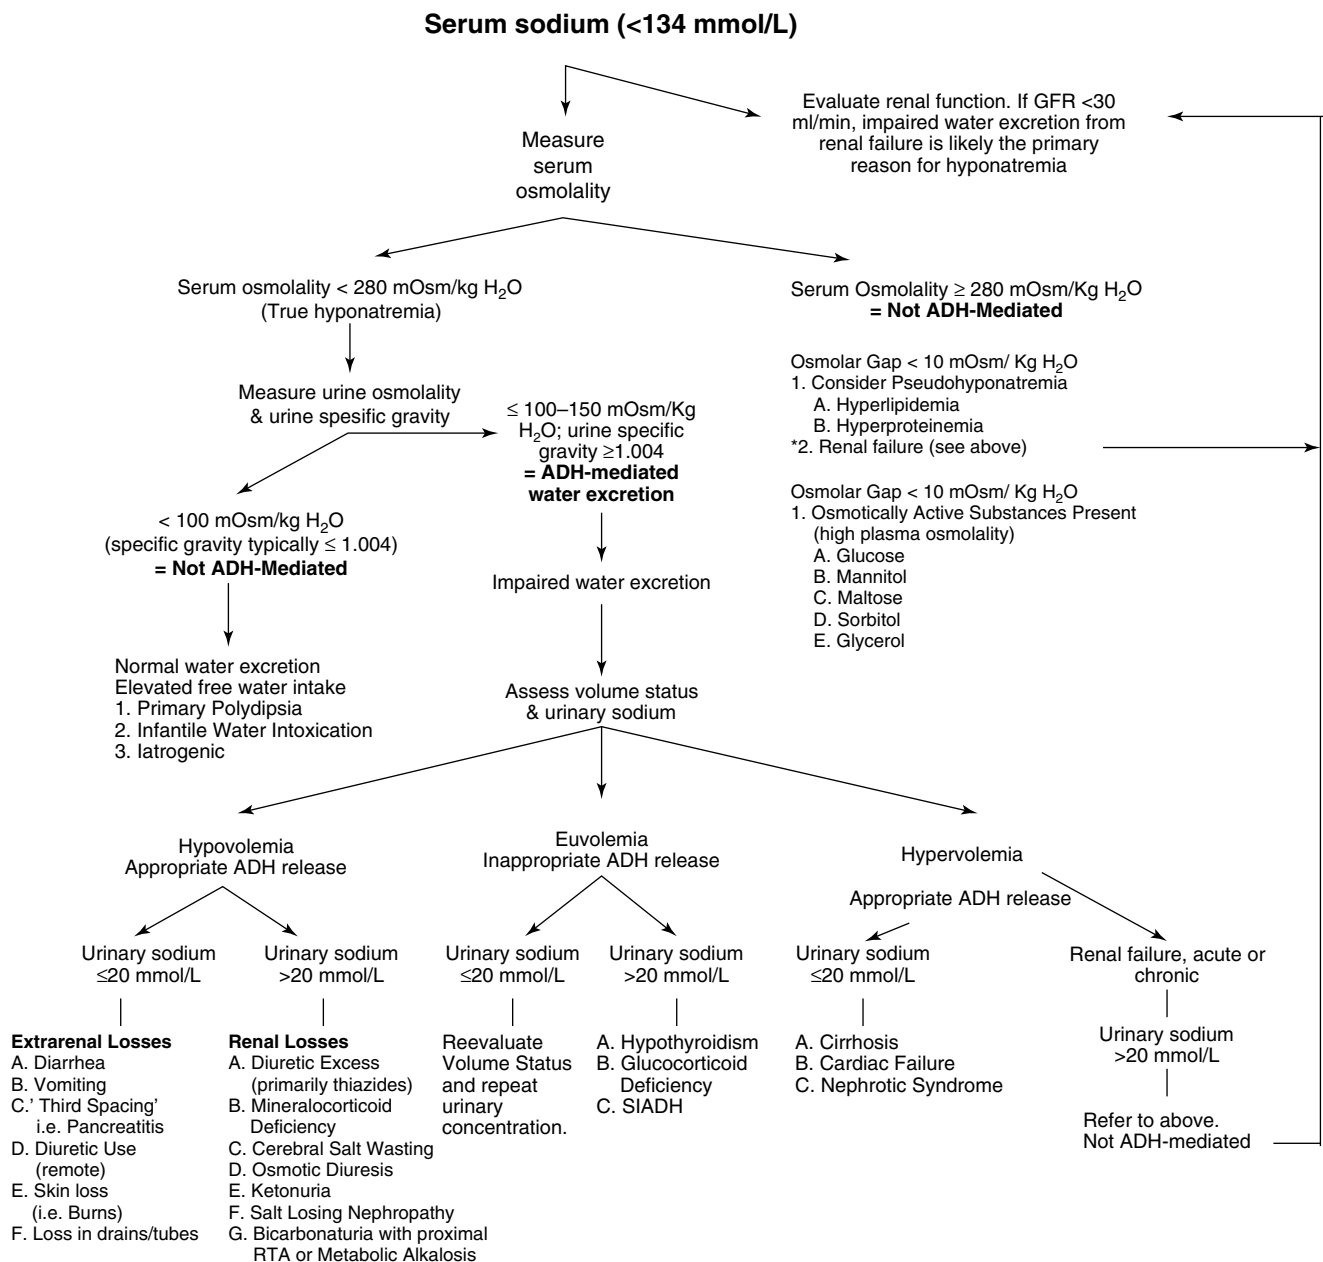 Serum sodium (<134 mmol/L)
Evaluate renal function. If GFR <30
ml/min, impaired water excretion from
renal failure is likely the primary
reason for hyponatremia
Measure
serum
osmolality
Serum osmolality < 280 mOsm/kg H₂O
(True hyponatremia)
Serum Osmolality ≥ 280 mOsm/Kg H₂O
= Not ADH-Mediated
Osmolar Gap < 10 mOsm/ Kg H₂O
1. Consider Pseudohyponatremia
A. Hyperlipidemia
B. Hyperproteinemia
*2. Renal failure (see above)
Osmolar Gap < 10 mOsm/ Kg H₂O
1. Osmotically Active Substances Present
(high plasma osmolality)
A. Glucose
B. Mannitol
C. Maltose
D. Sorbitol
E. Glycerol
Measure urine osmolality
& urine spesific gravity
≤ 100–150 mOsm/Kg
H₂O; urine specific
gravity ≥1.004
= ADH-mediated
water excretion
< 100 mOsm/kg H₂O
(specific gravity typically ≤ 1.004)
= Not ADH-Mediated
Impaired water excretion
Normal water excretion
Elevated free water intake
1. Primary Polydipsia
2. Infantile Water Intoxication
3. Iatrogenic
Assess volume status
& urinary sodium
Hypovolemia
Appropriate ADH release
Euvolemia
Inappropriate ADH release
Hypervolemia
Appropriate ADH release
Urinary sodium
≤20 mmol/L
Urinary sodium
>20 mmol/L
Urinary sodium
≤20 mmol/L
Urinary sodium
>20 mmol/L
Urinary sodium
≤20 mmol/L
Renal failure, acute or
chronic
Extrarenal Losses
A. Diarrhea
B. Vomiting
C.' Third Spacing'
i.e. Pancreatitis
D. Diuretic Use
(remote)
E. Skin loss
(i.e. Burns)
F. Loss in drains/tubes
Renal Losses
A. Diuretic Excess
(primarily thiazides)
B. Mineralocorticoid
Deficiency
C. Cerebral Salt Wasting
D. Osmotic Diuresis
E. Ketonuria
F. Salt Losing Nephropathy
G. Bicarbonaturia with proximal
RTA or Metabolic Alkalosis
Reevaluate
Volume Status
and repeat
urinary
concentration.
A. Hypothyroidism
B. Glucocorticoid
Deficiency
C. SIADH
A. Cirrhosis
B. Cardiac Failure
C. Nephrotic Syndrome
Urinary sodium
>20 mmol/L
Refer to above.
Not ADH-mediated